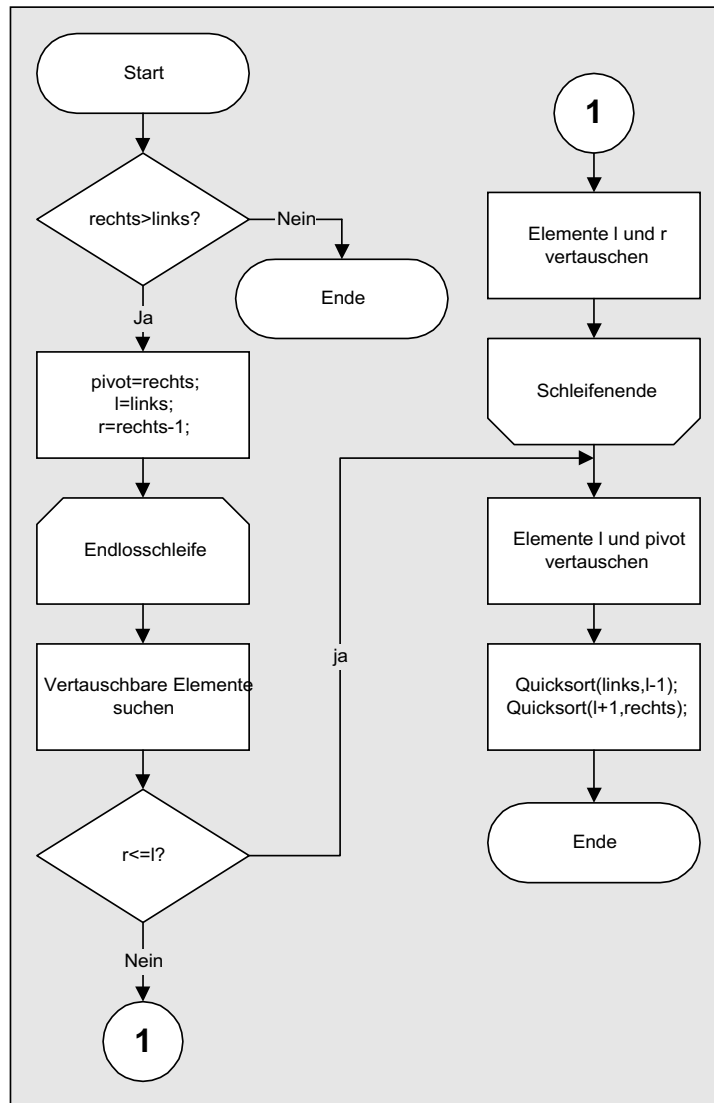 Start
rechts>links?
Nein
Ende
Ja
pivot=rechts;
l=links;
r=rechts-1;
Endlosschleife
Vertauschbare Elemente
suchen
r<=l?
ja
Nein
1
1
Elemente l und r
vertauschen
Schleifenende
Elemente l und pivot
vertauschen
Quicksort(links,l-1);
Quicksort(l+1,rechts);
Ende